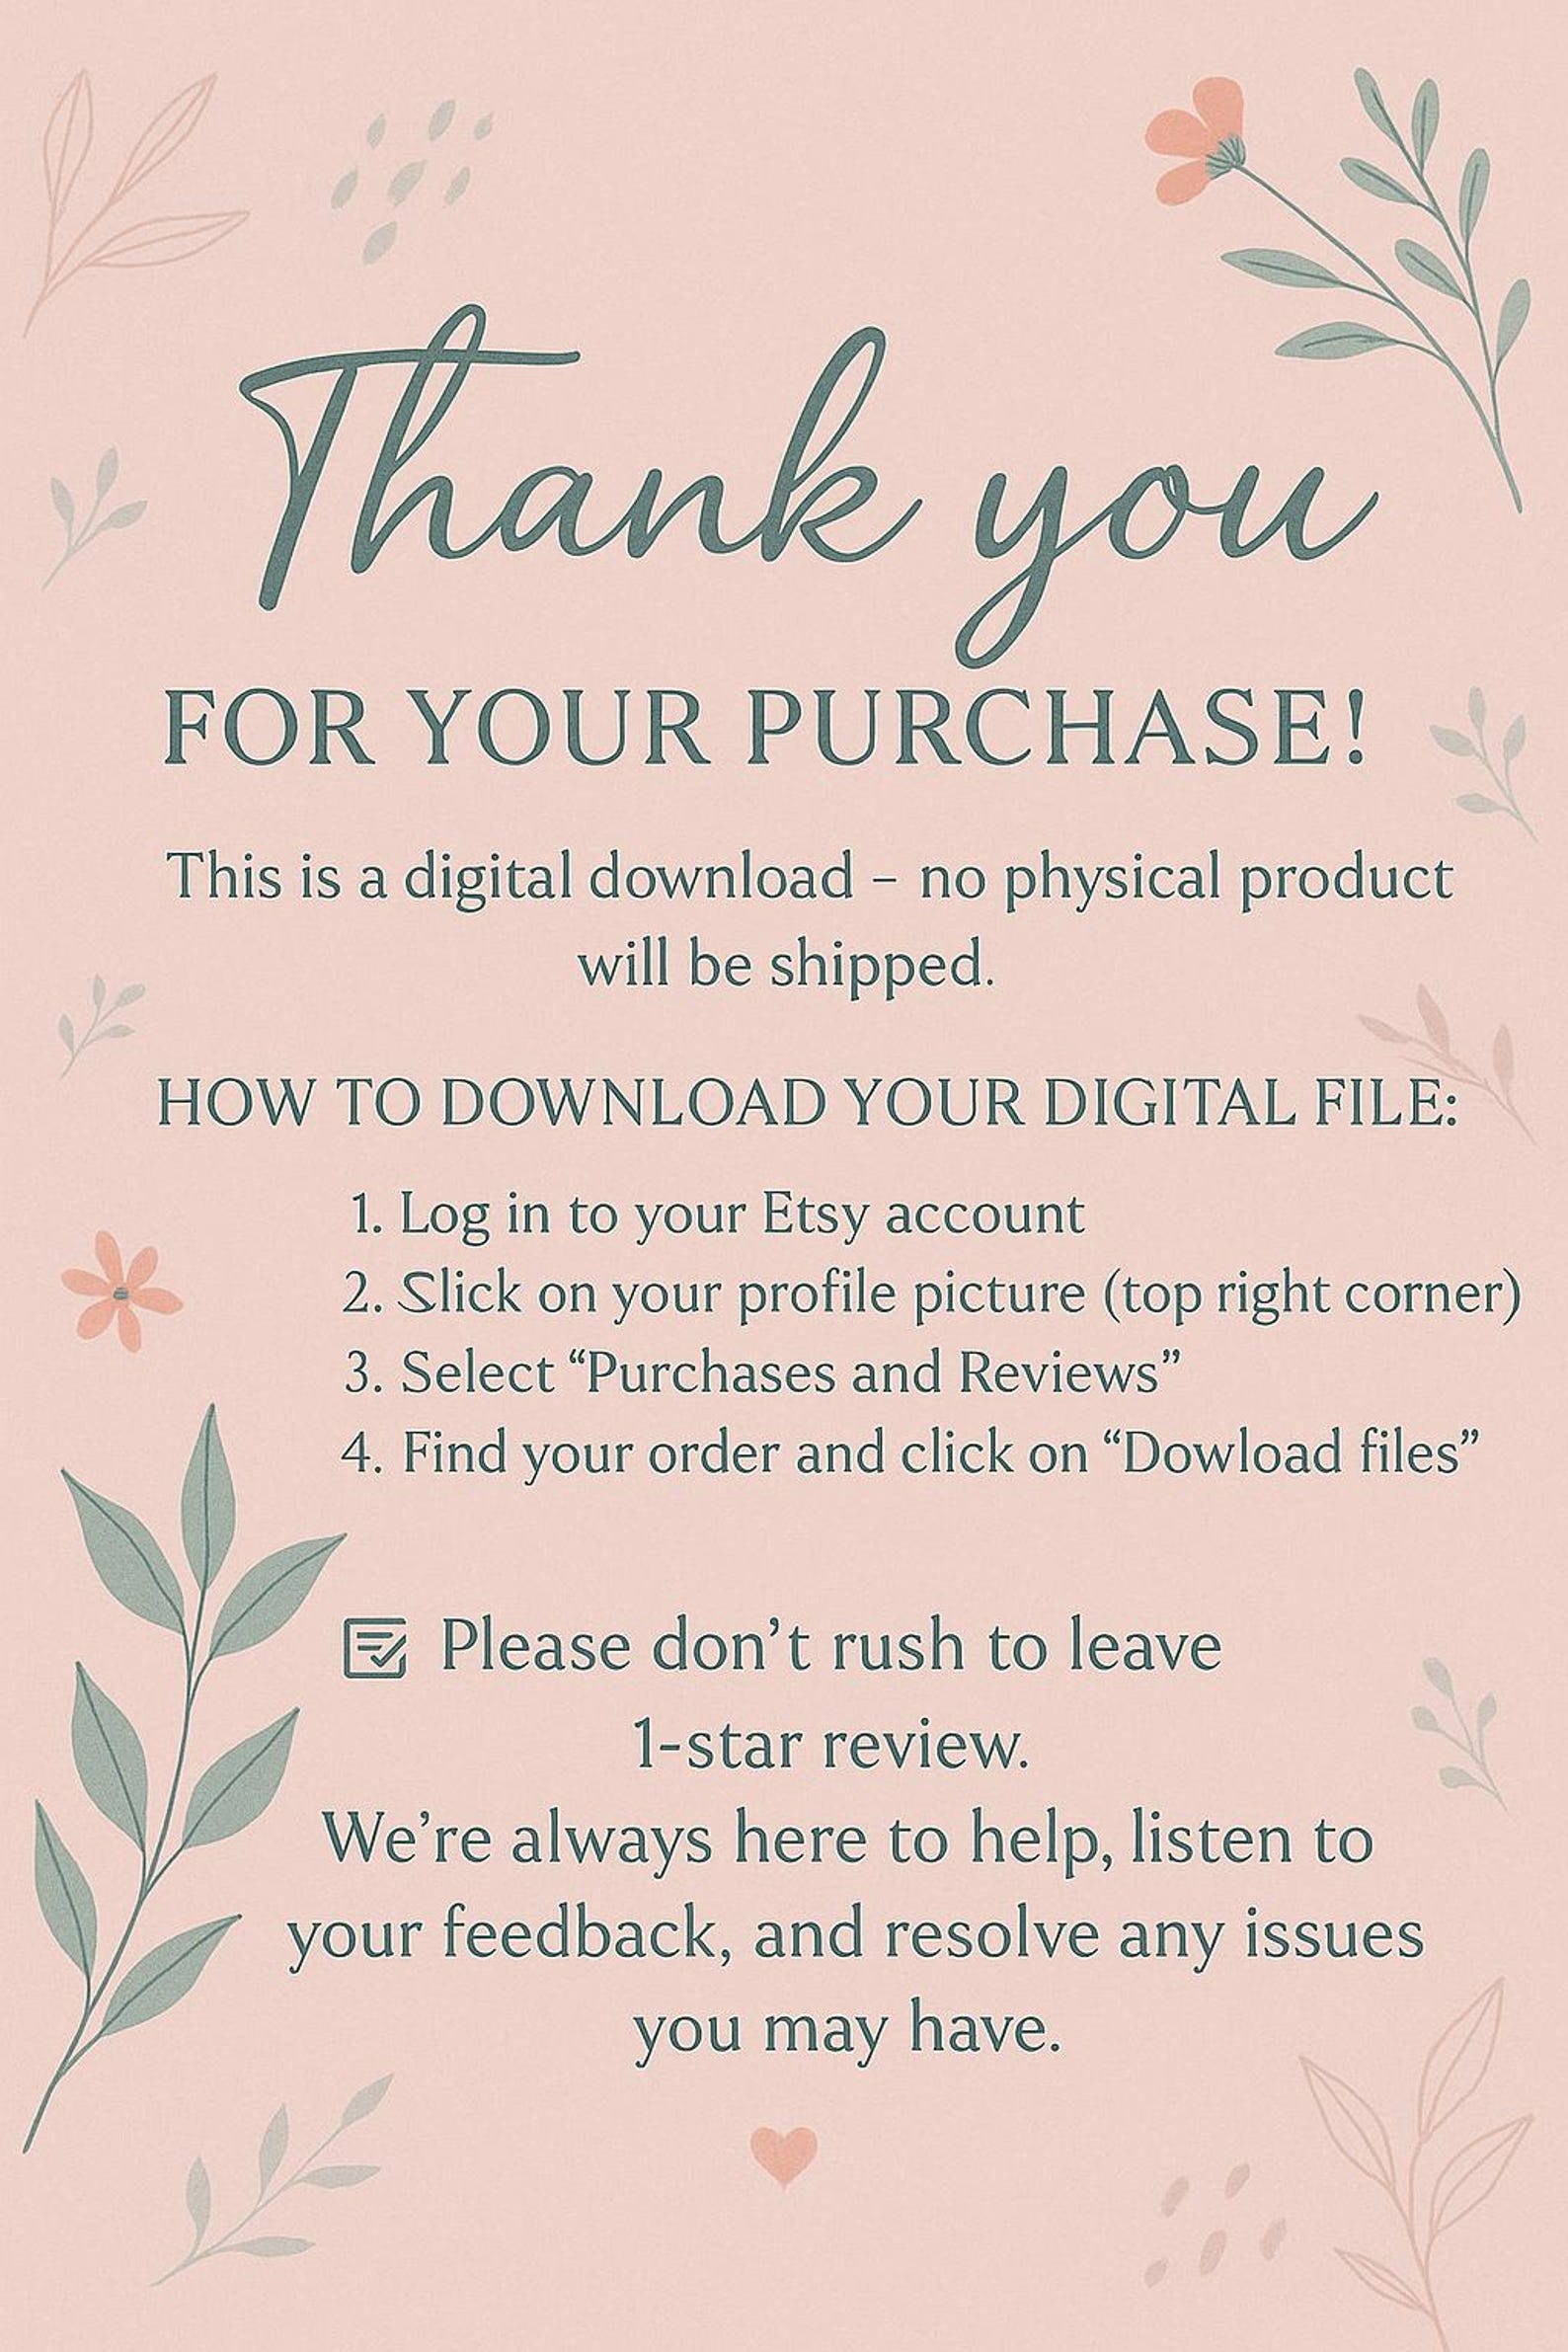 Thank you
FOR YOUR PURCHASE!
This is a digital download – no physical product
will be shipped.
HOW TO DOWNLOAD YOUR DIGITAL FILE:
1. Log in to your Etsy account
2. Slick on your profile picture (top right corner)
3. Select “Purchases and Reviews”
4. Find your order and click on “Dowload files”
Please don’t rush to leave
1-star review.
We’re always here to help, listen to
your feedback, and resolve any issues
you may have.